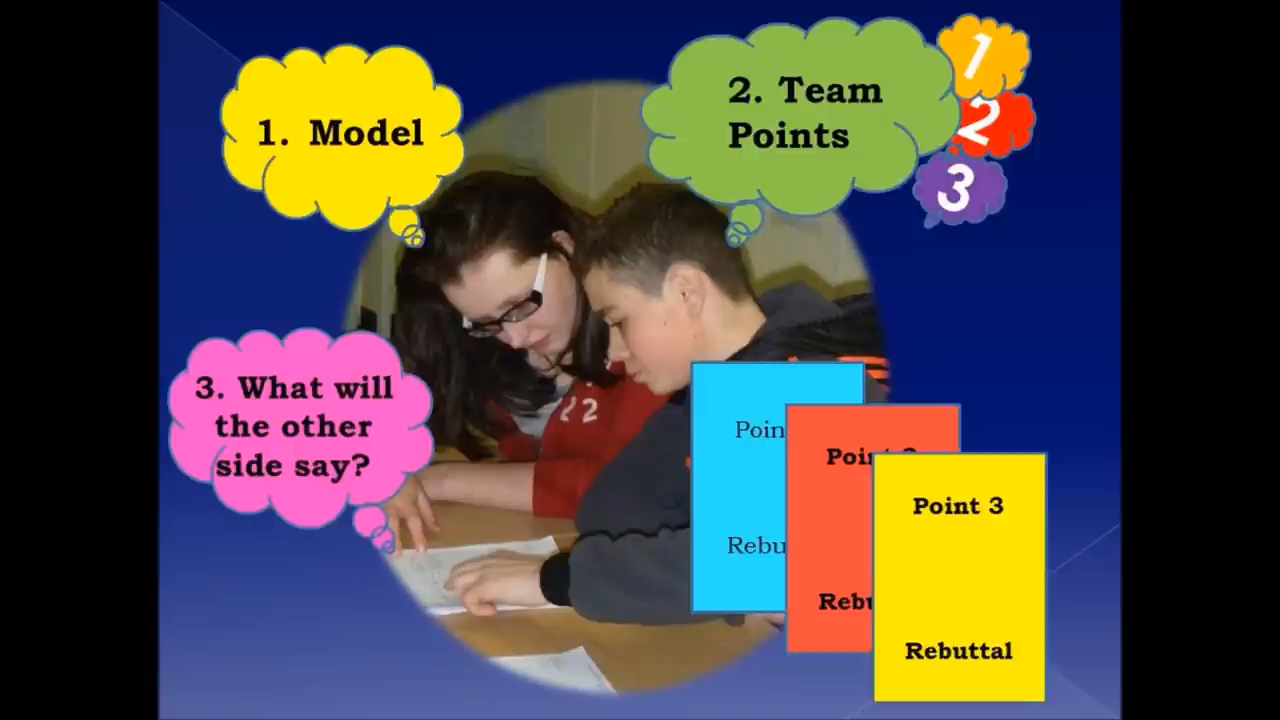 1. Model
2. Team
Points
1
2
3
3. What will
the other
side say?
22
Point 3
Rebuttal